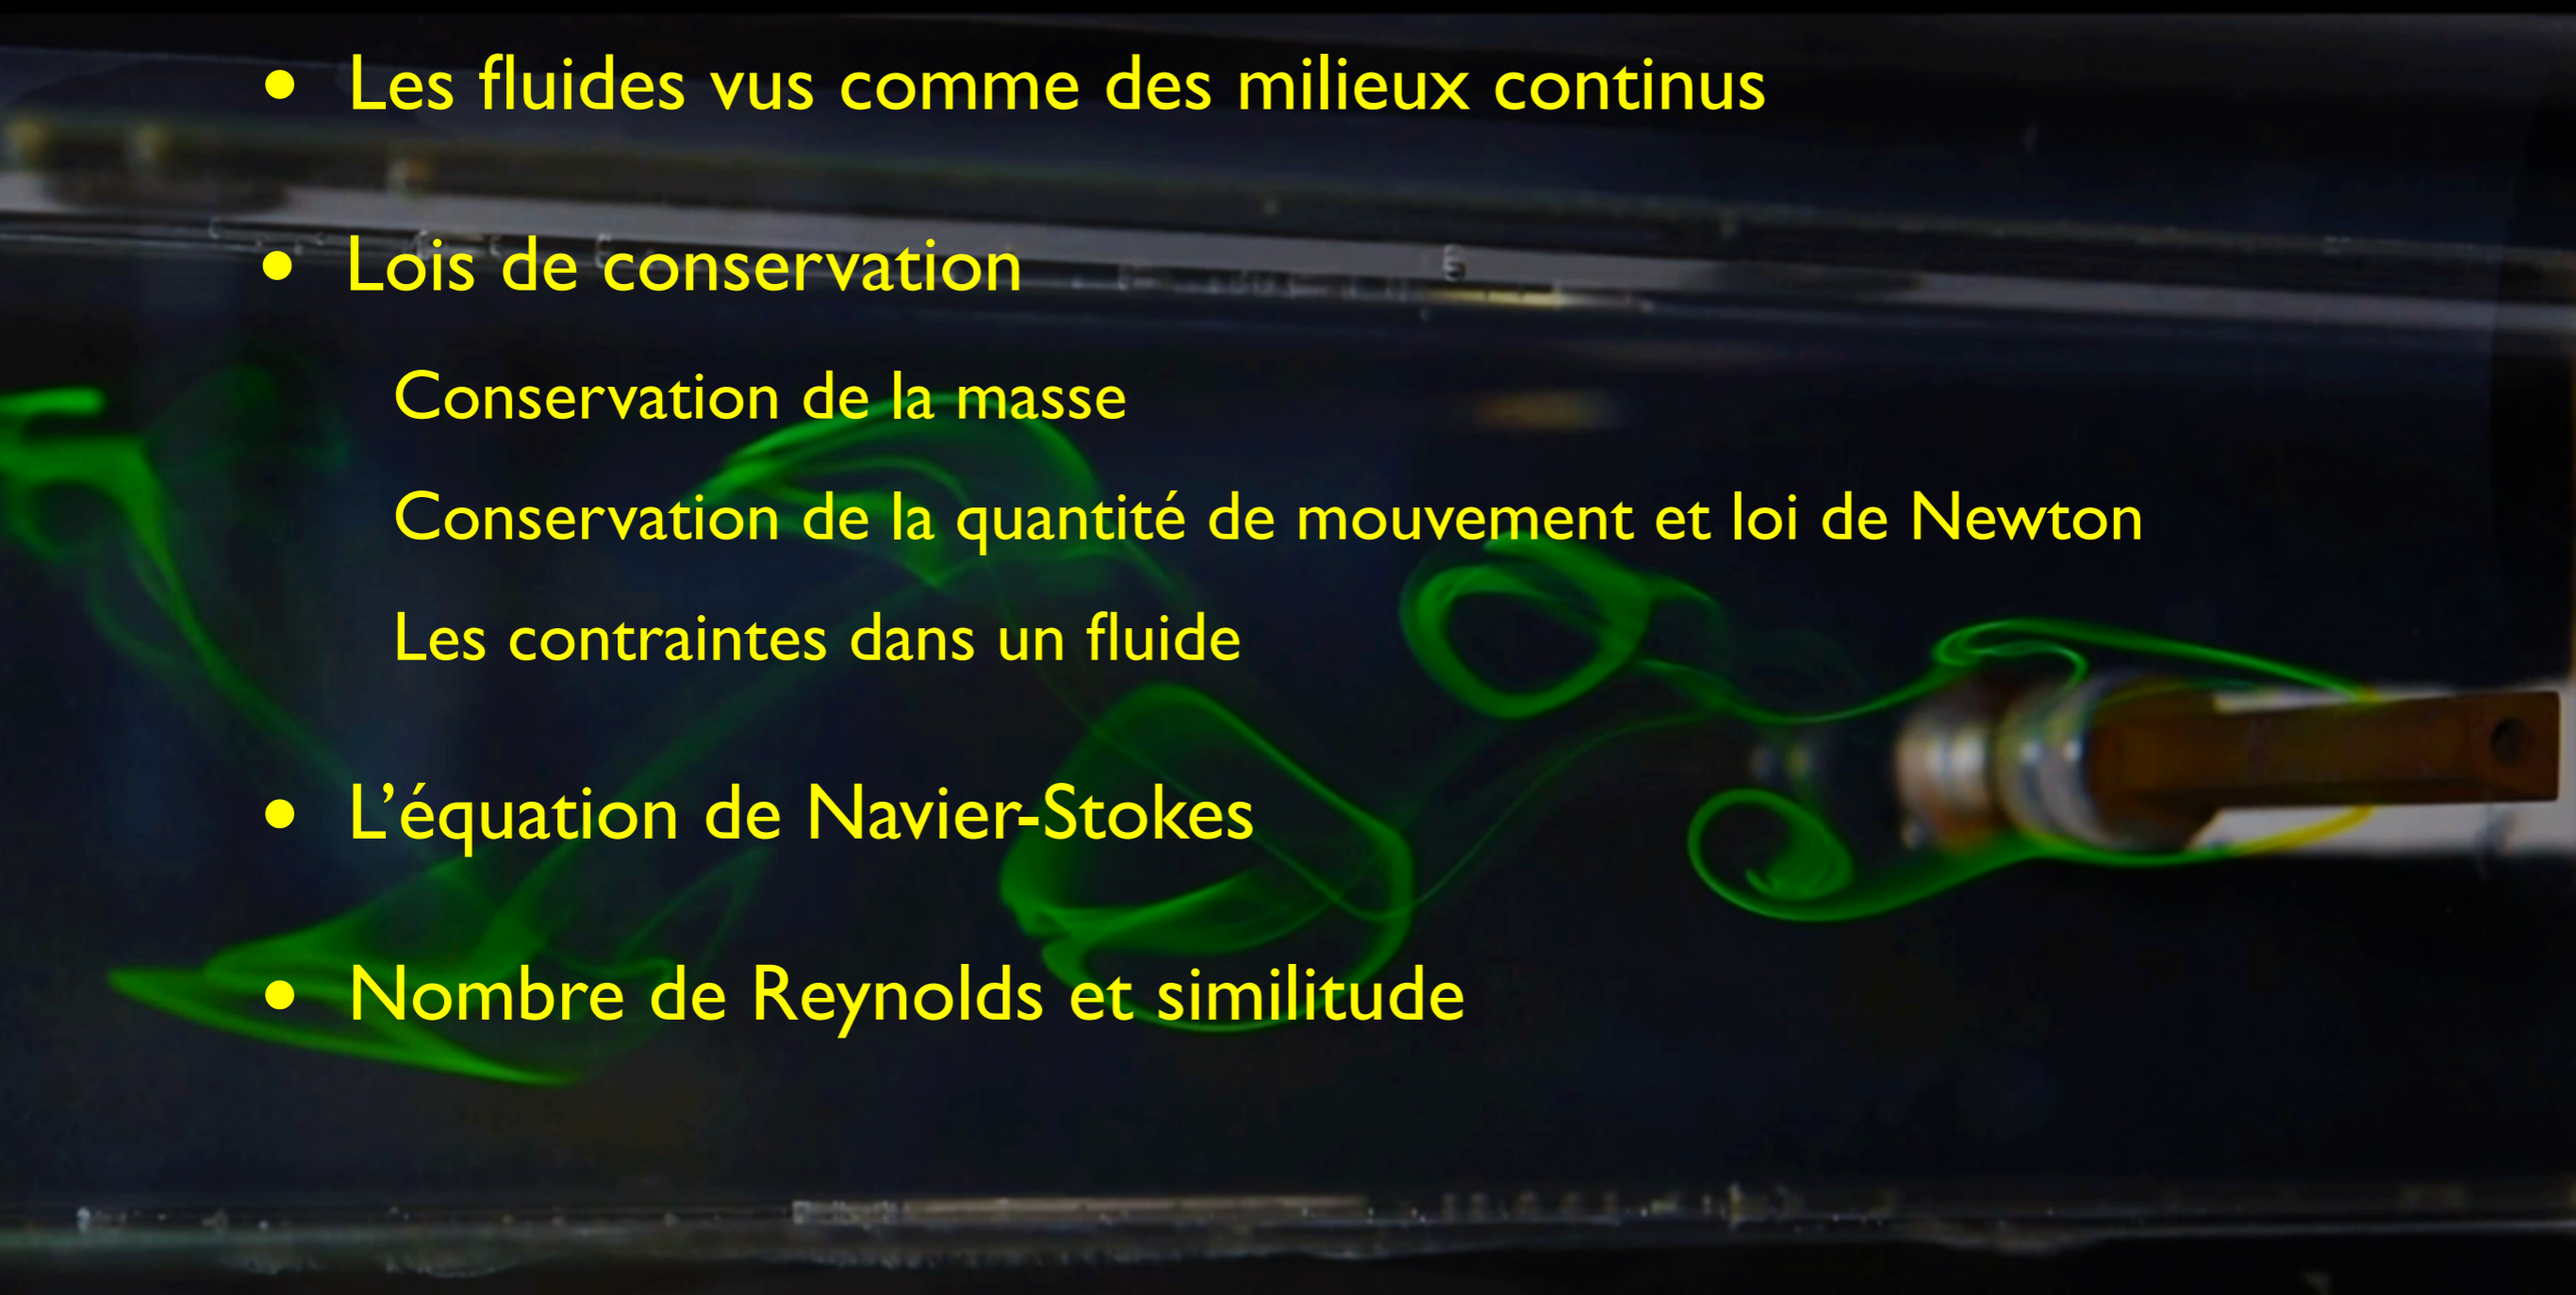 • Les fluides vus comme des milieux continus
• Lois de conservation
Conservation de la masse
Conservation de la quantité de mouvement et loi de Newton
Les contraintes dans un fluide
• L’équation de Navier-Stokes
• Nombre de Reynolds et similitude